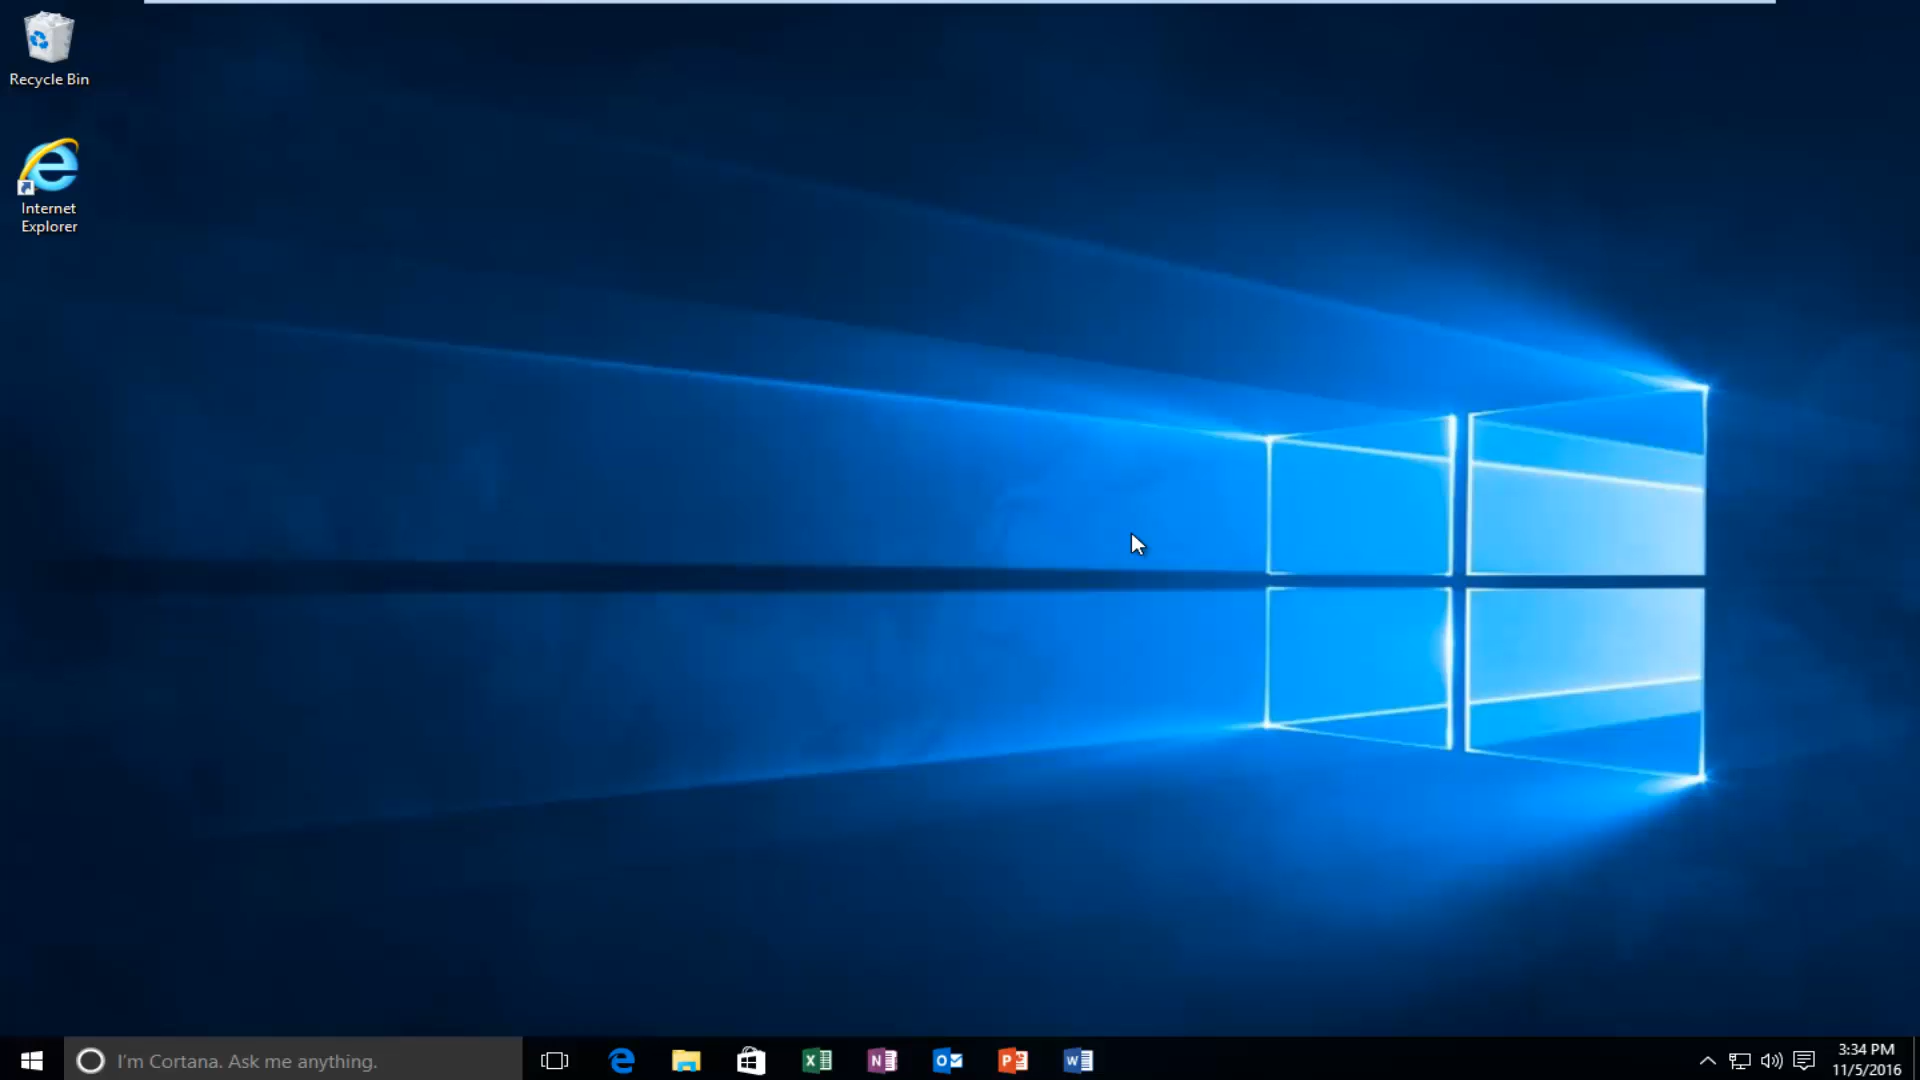 Recycle Bin
Internet
Explorer
I'm Cortana. Ask me anything.
3:34 PM
11/5/2016